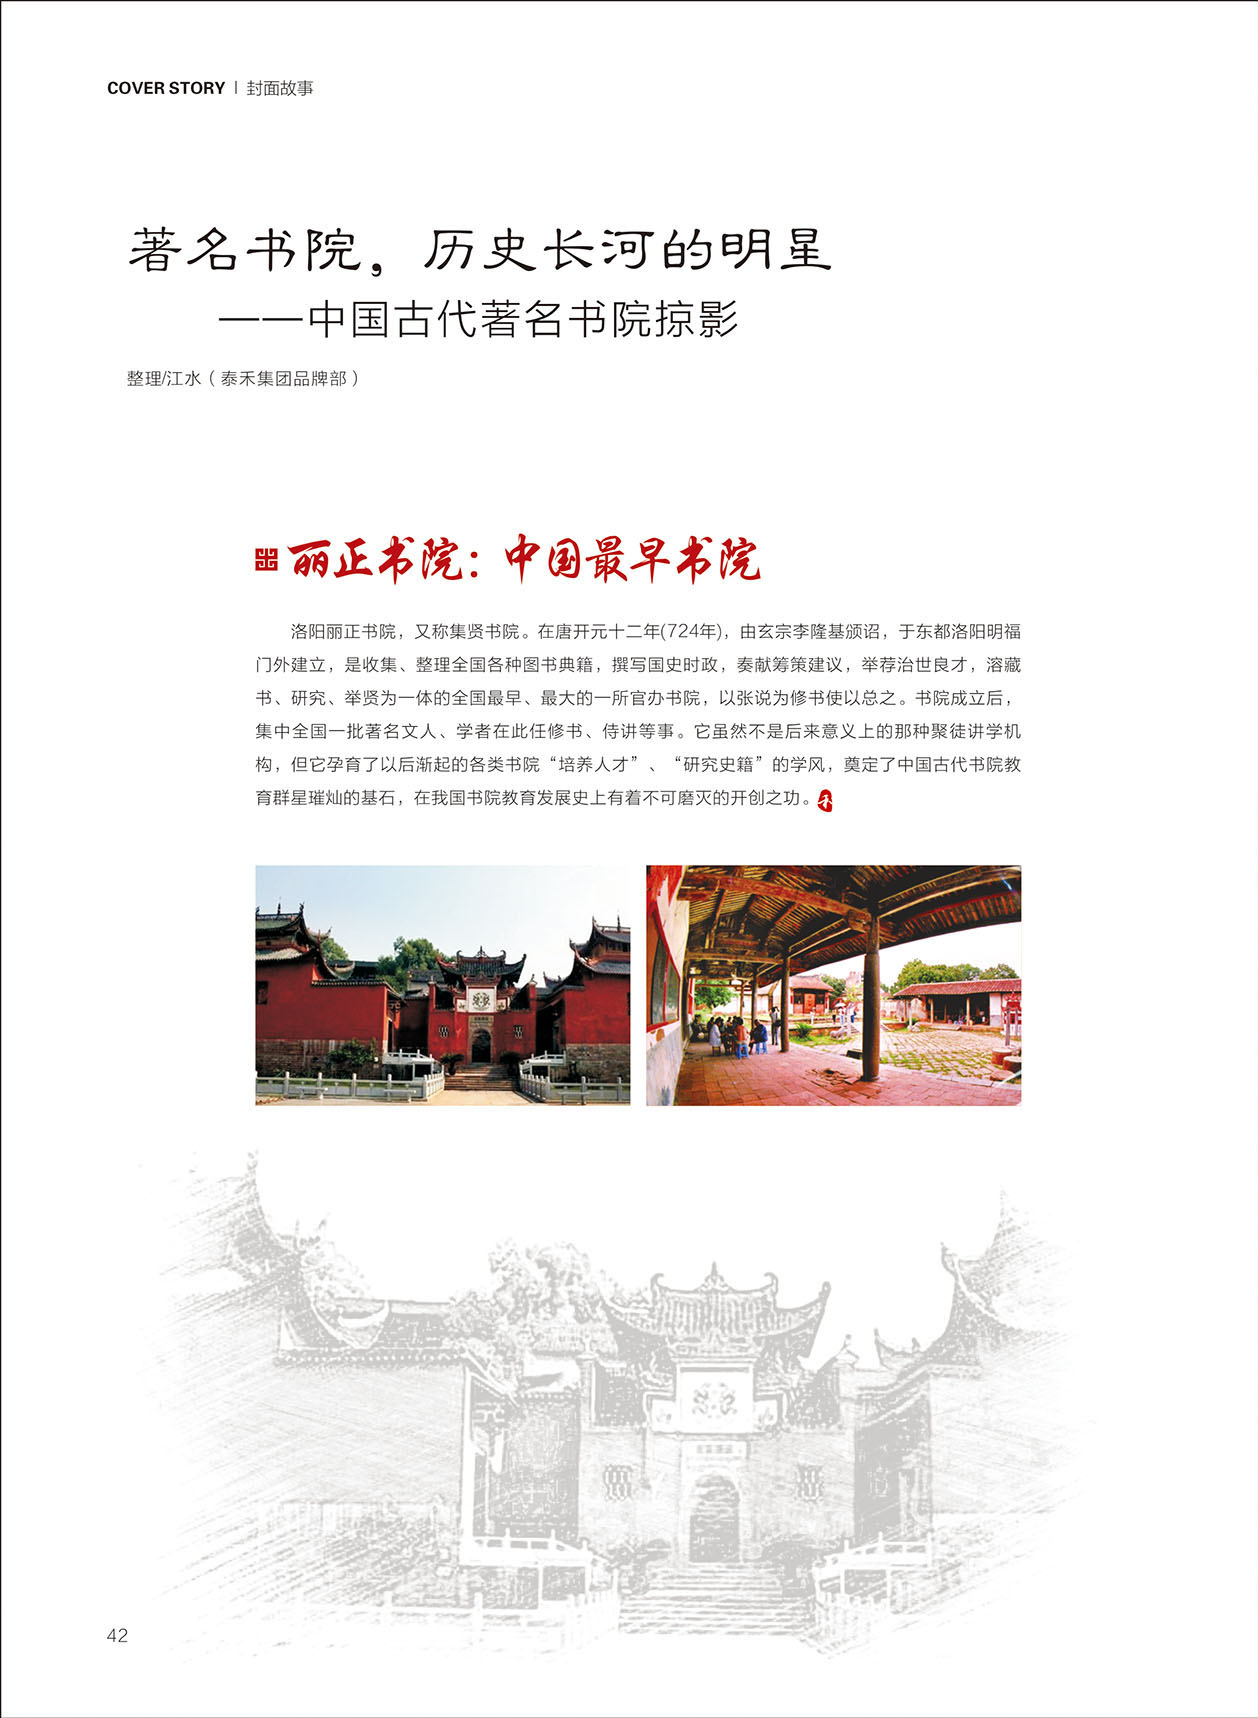 COVER STORY | 封面故事
著名书院，历史长河的明星
——中国古代著名书院掠影
整理/江水（泰禾集团品牌部）
丽正书院：中国最早书院
洛阳丽正书院，又称集贤书院。在唐开元十二年(724年)，由玄宗李隆基颁诏，于东都洛阳明福
门外建立，是收集、整理全国各种图书典籍，撰写国史时政，奏献筹策建议，举荐治世良才，溶藏
书、研究、举贤为一体的全国最早、最大的一所官办书院，以张说为修书使以总之。书院成立后，
集中全国一批著名文人、学者在此任修书、侍讲等事。它虽然不是后来意义上的那种聚徒讲学机
构，但它孕育了以后渐起的各类书院“培养人才”、“研究史籍”的学风，奠定了中国古代书院教
育群星璀灿的基石，在我国书院教育发展史上有着不可磨灭的开创之功。禾
42